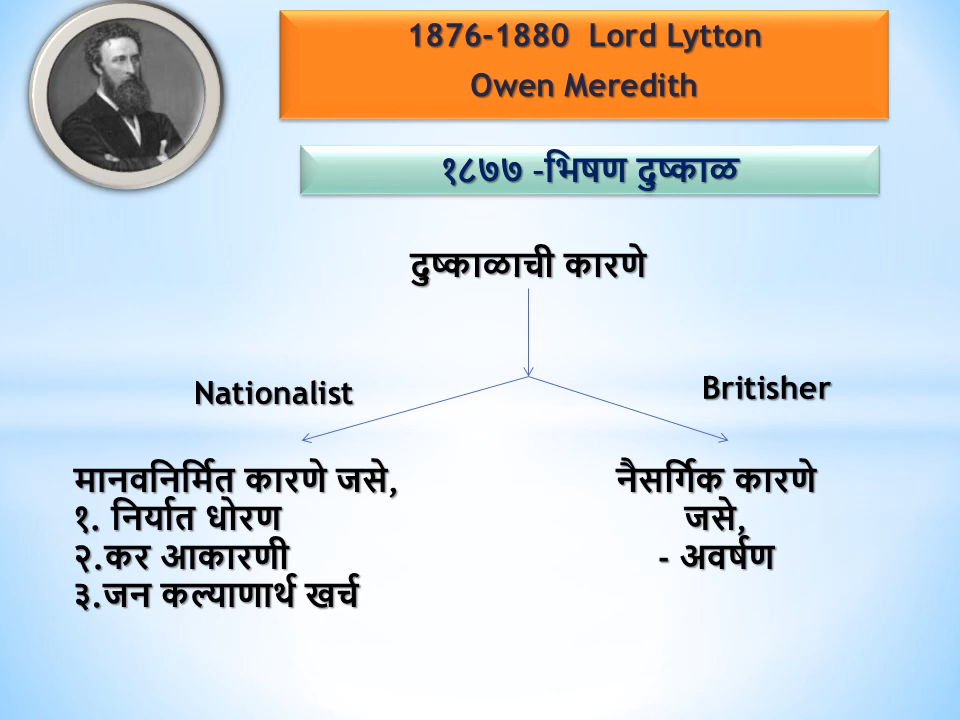 1876-1880 Lord Lytton
Owen Meredith
१८७७ –भिषण दुष्काळ
दुष्काळाची कारणे
Nationalist
Britisher
मानवनिर्मित कारणे जसे,
१. निर्यात धोरण
२.कर आकारणी
३.जन कल्याणार्थ खर्च
नैसर्गिक कारणे
जसे,
- अवर्षण